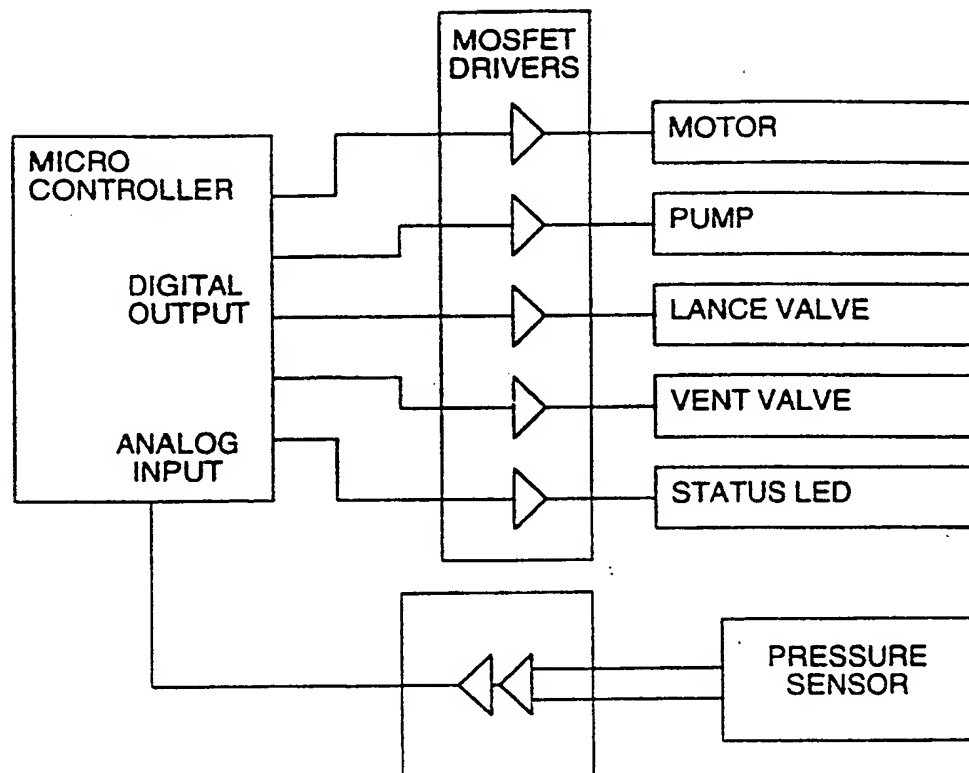 MOSFET
DRIVERS
MOTOR
MICRO
CONTROLLER
PUMP
DIGITAL
OUTPUT
LANCE VALVE
VENT VALVE
ANALOG
INPUT
STATUS LED
PRESSURE
SENSOR